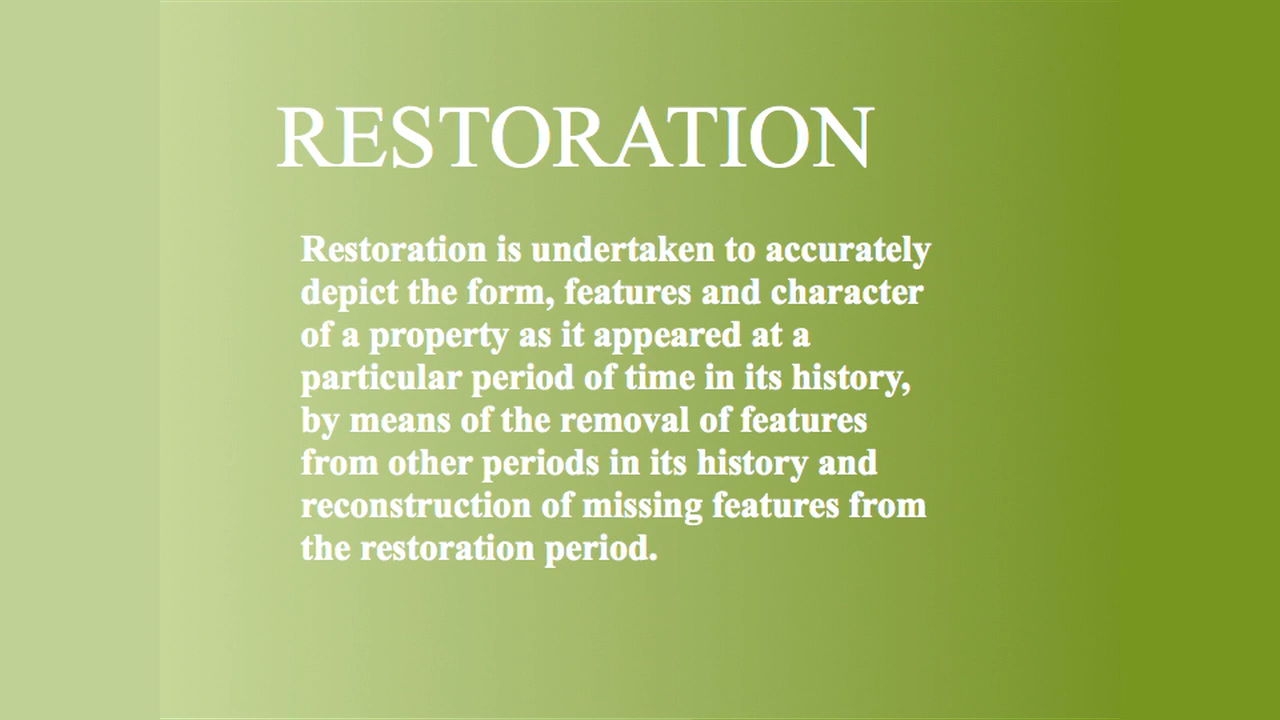 RESTORATION
Restoration is undertaken to accurately
depict the form, features and character
of a property as it appeared at a
particular period of time in its history,
by means of the removal of features
from other periods in its history and
reconstruction of missing features from
the restoration period.